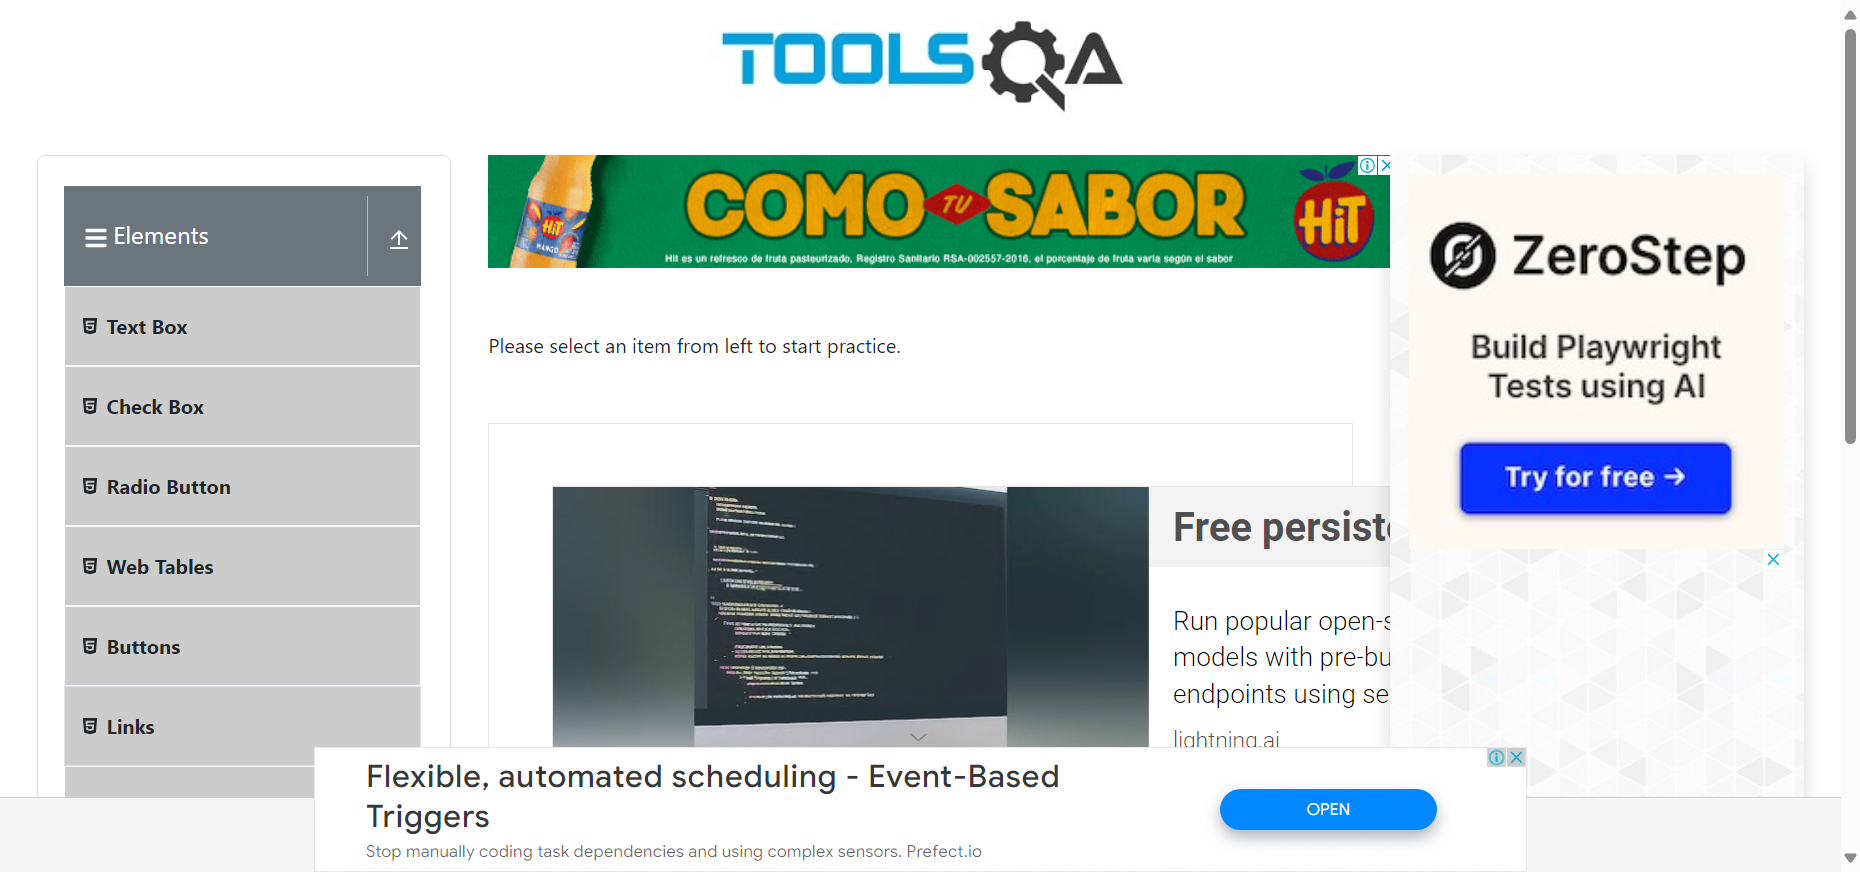 TOOLSQA
Elements
Text Box
Check Box
Radio Button
Web Tables
Buttons
Links
HIT
MANGO
COMO TU SABOR
HIT
Hit es un refresco de fruta pasteurizado. Registro Sanitario RSA-002557-2016. el porcentaje de fruta varía según el sabor
Please select an item from left to start practice.
Free persiste
Run popular open-s
models with pre-bu
endpoints using se
lightning.ai
ZeroStep
Build Playwright
Tests using AI
Try for free →
Flexible, automated scheduling - Event-Based
Triggers
Stop manually coding task dependencies and using complex sensors. Prefect.io
OPEN